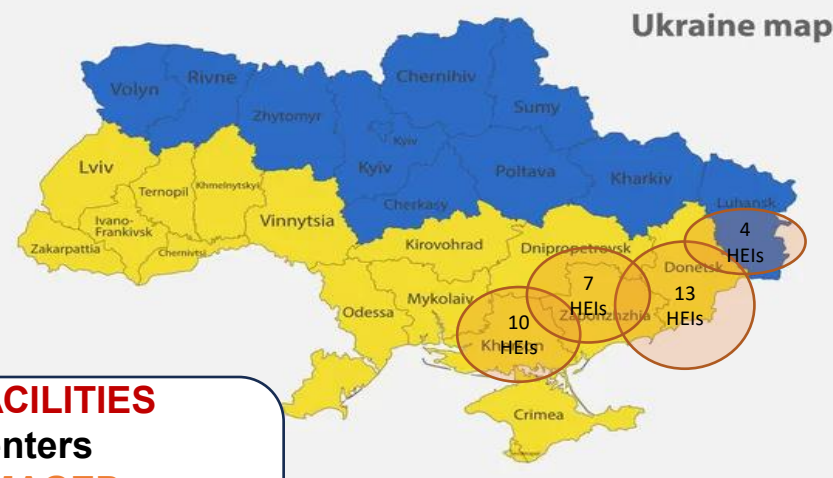 Ukraine map
Volyn
Rivne
Zhytomyr
Chernihiv
Sumy
Kyiv
Kyiv
Poltava
Cherkasy
Kharkiv
Luhansk
Lviv
Ternopil
Khmelnytskyi
Ivano-
Frankivsk
Zakarpattia
Chernivtsi
Vinnytsia
Kirovohrad
Dnipropetrovsk
Donetsk
Odessa
Mykolaiv
Zaporizhzhia
Kherson
Crimea
4
HEIs
7
HEIs
13
HEIs
10
HEIs
ACILITIES
nters